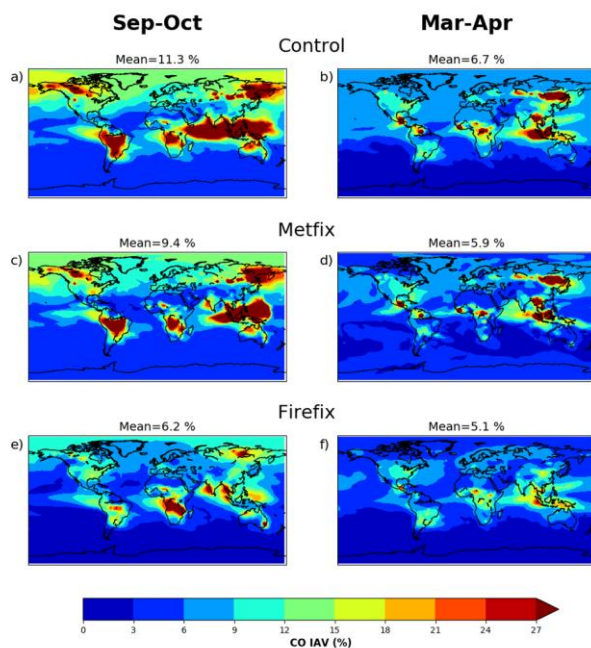 Sep-Oct Mar-Apr
Control
Mean=11.3 % Mean=6.7 %
a) b)
Metfix
Mean=9.4 % Mean=5.9 %
c) d)
Firefix
Mean=6.2 % Mean=5.1 %
e) f)
0 3 6 9 12 15 18 21 24 27
CO IAV (%)